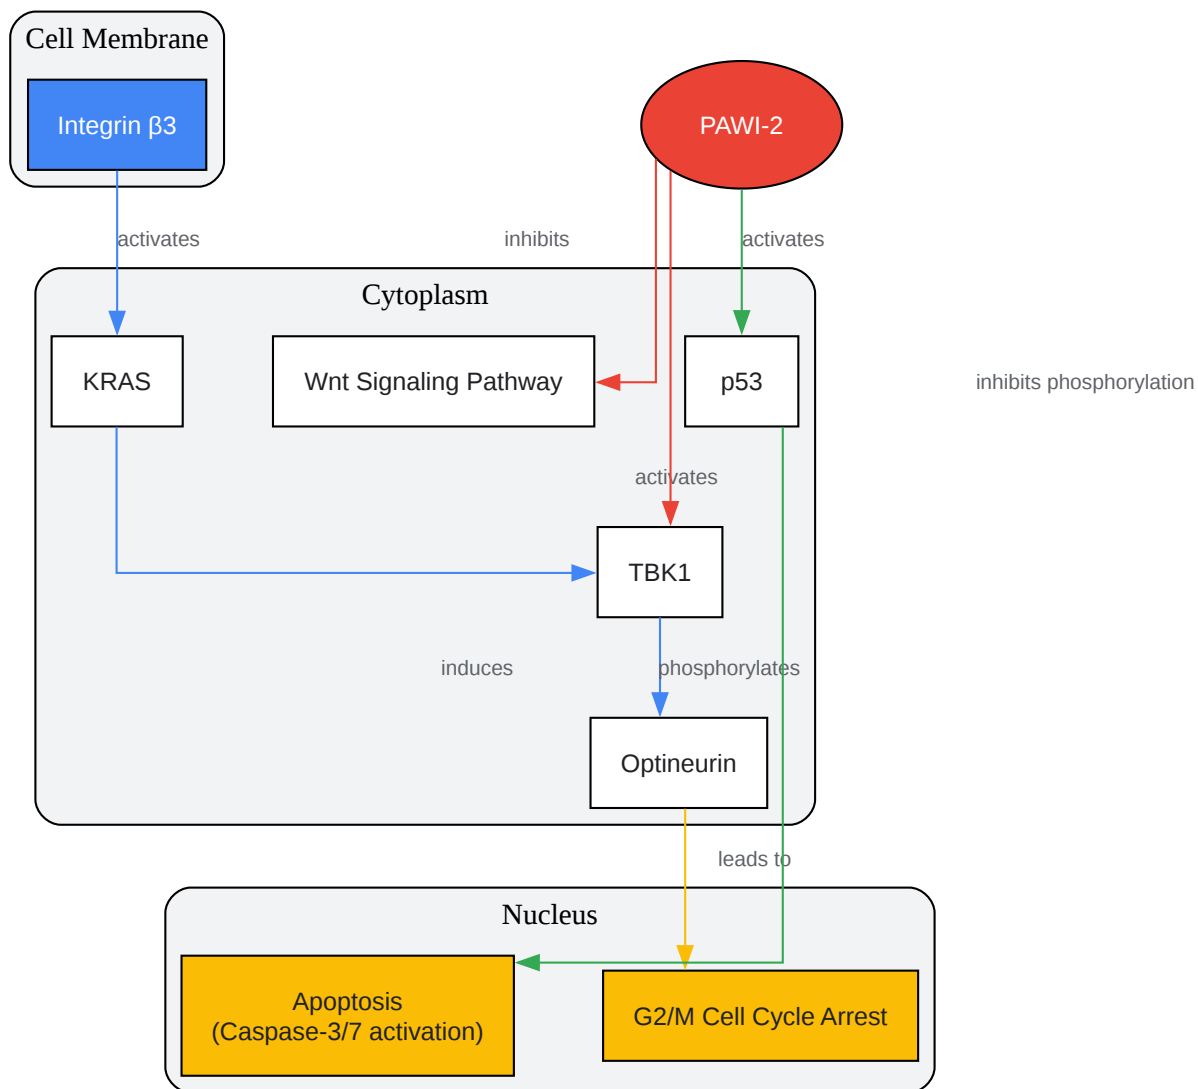 Cell Membrane
Integrin β3
PAWI-2
activates
inhibits
activates
Cytoplasm
KRAS
Wnt Signaling Pathway
p53
inhibits phosphorylation
activates
TBK1
induces
phosphorylates
Optineurin
leads to
Nucleus
Apoptosis
(Caspase-3/7 activation)
G2/M Cell Cycle Arrest